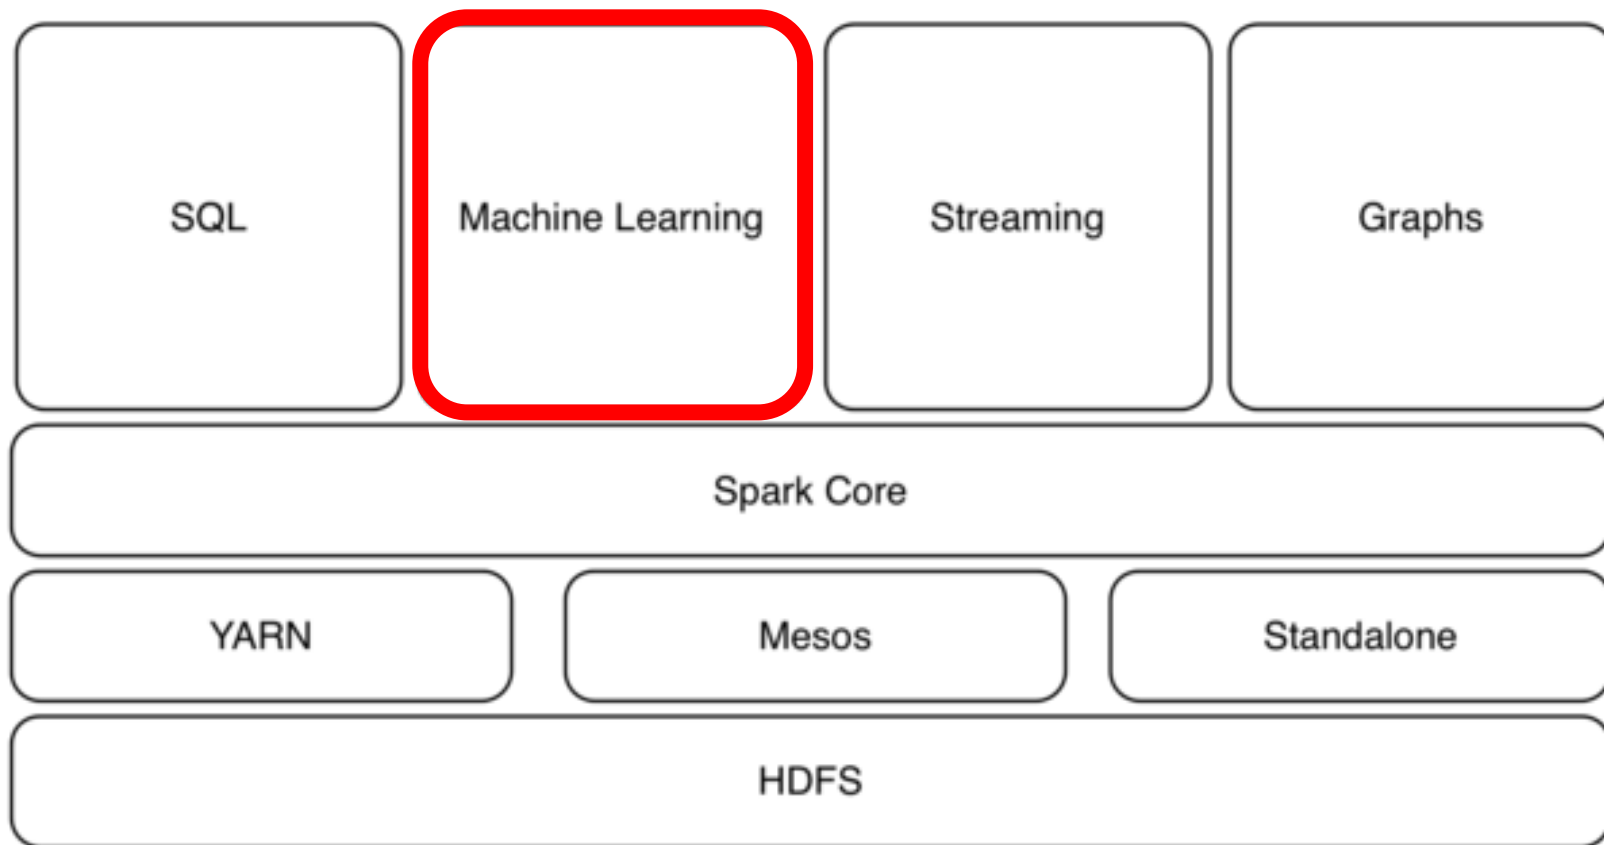 SQL
Machine Learning
Streaming
Graphs
Spark Core
YARN
Mesos
Standalone
HDFS